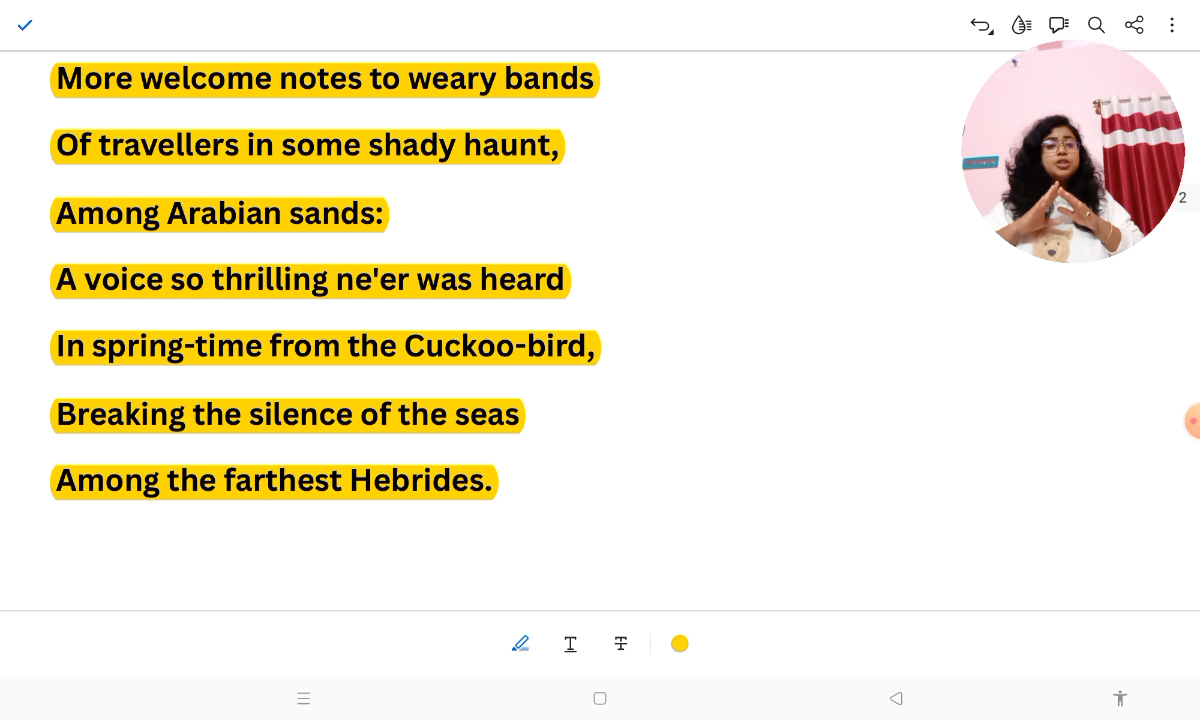 More welcome notes to weary bands
Of travellers in some shady haunt,
Among Arabian sands:
A voice so thrilling ne'er was heard
In spring-time from the Cuckoo-bird,
Breaking the silence of the seas
Among the farthest Hebrides.
2